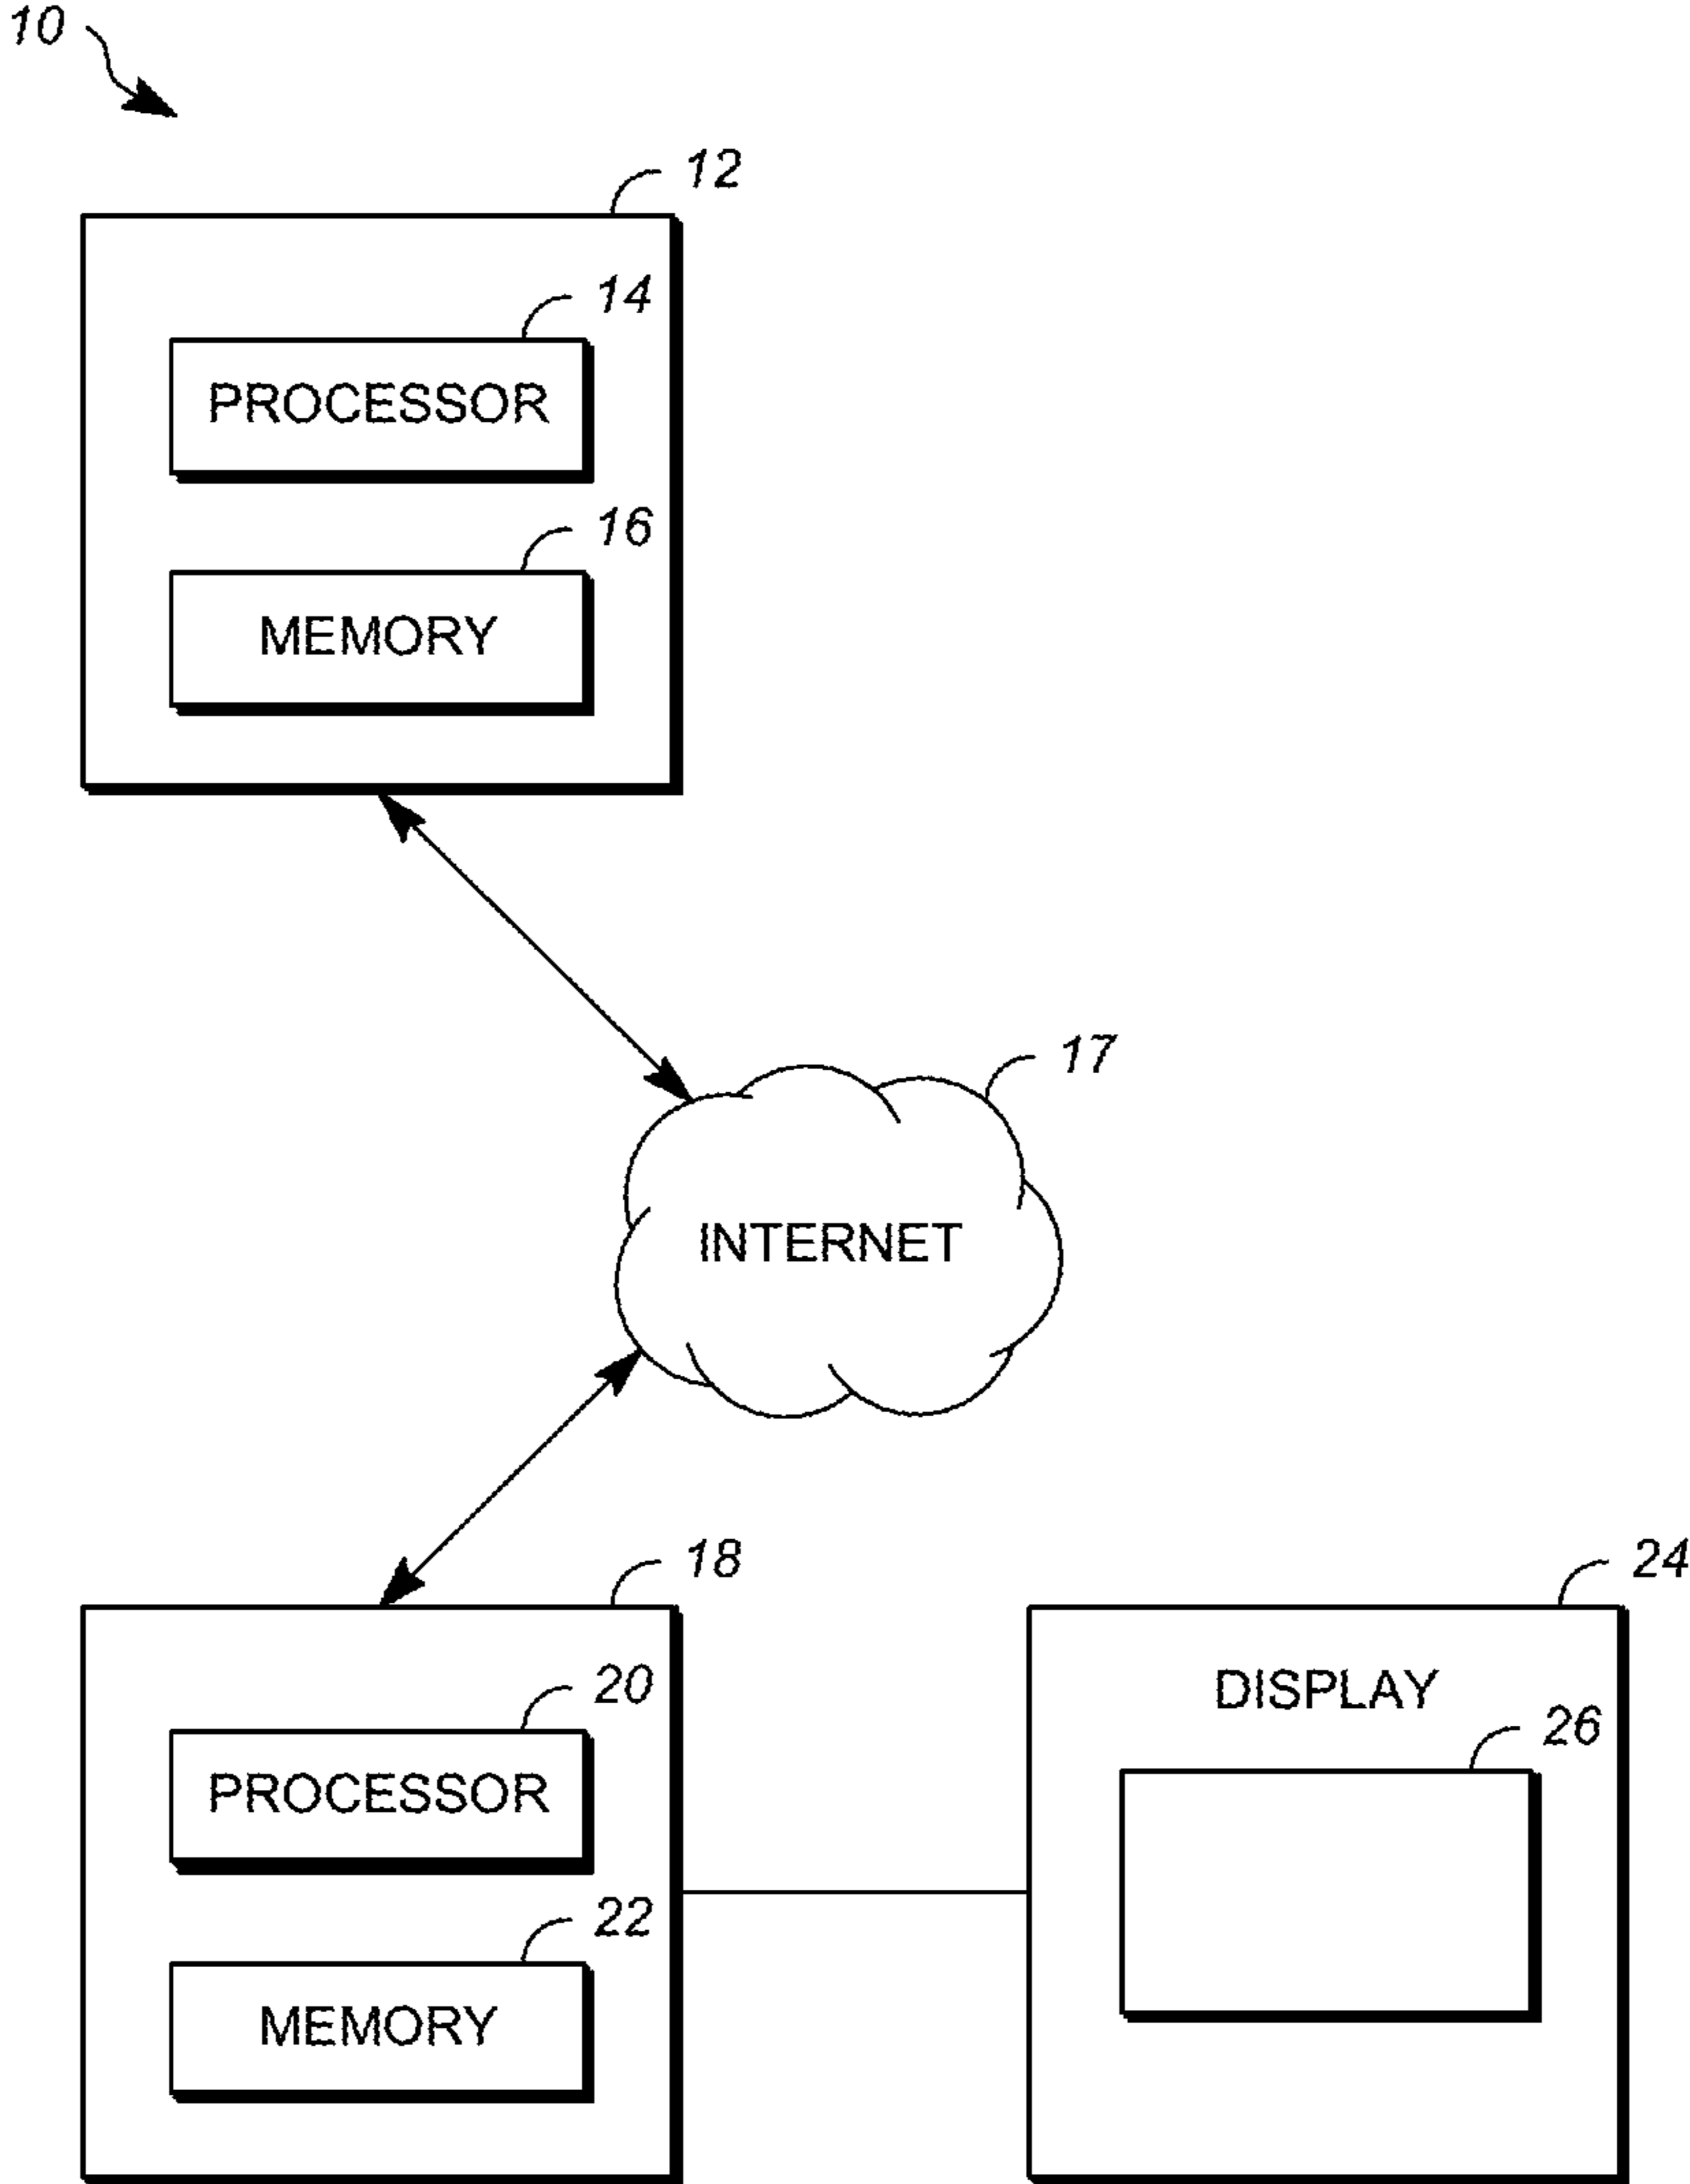 10
12
14
PROCESSOR
16
MEMORY
17
INTERNET
18
24
20
DISPLAY
26
PROCESSOR
22
MEMORY